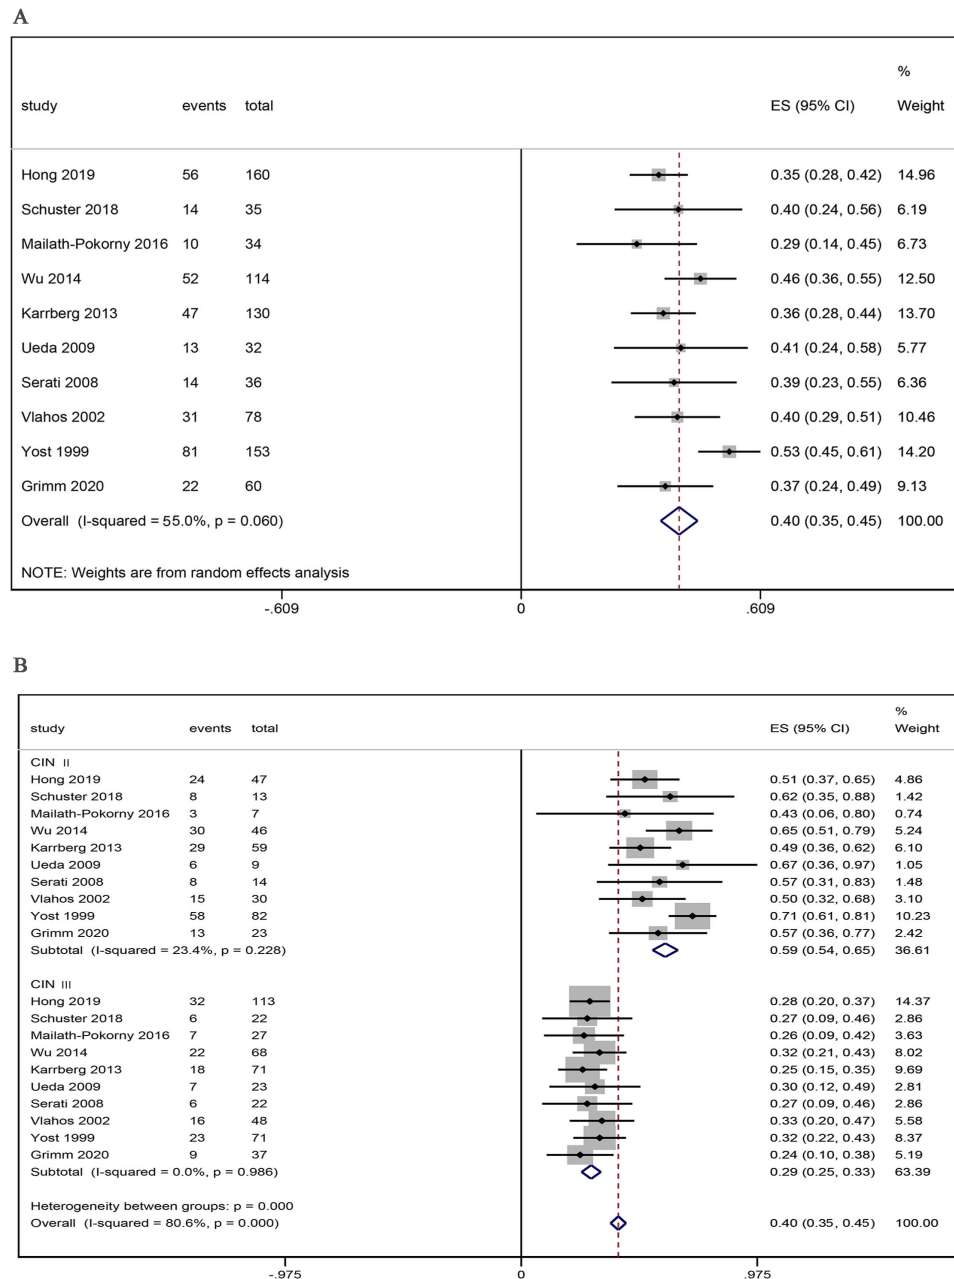 A
%
study events total ES (95% CI) Weight
Hong 2019 56 160 0.35 (0.28, 0.42) 14.96
Schuster 2018 14 35 0.40 (0.24, 0.56) 6.19
Mailath-Pokorny 2016 10 34 0.29 (0.14, 0.45) 6.73
Wu 2014 52 114 0.46 (0.36, 0.55) 12.50
Karrberg 2013 47 130 0.36 (0.28, 0.44) 13.70
Ueda 2009 13 32 0.41 (0.24, 0.58) 5.77
Serati 2008 14 36 0.39 (0.23, 0.55) 6.36
Vlahos 2002 31 78 0.40 (0.29, 0.51) 10.46
Yost 1999 81 153 0.53 (0.45, 0.61) 14.20
Grimm 2020 22 60 0.37 (0.24, 0.49) 9.13
Overall (I-squared = 55.0%, p = 0.060) 0.40 (0.35, 0.45) 100.00
NOTE: Weights are from random effects analysis
-.609 0 .609
B
%
study events total ES (95% CI) Weight
CIN II
Hong 2019 24 47 0.51 (0.37, 0.65) 4.86
Schuster 2018 8 13 0.62 (0.35, 0.88) 1.42
Mailath-Pokorny 2016 3 7 0.43 (0.06, 0.80) 0.74
Wu 2014 30 46 0.65 (0.51, 0.79) 5.24
Karrberg 2013 29 59 0.49 (0.36, 0.62) 6.10
Ueda 2009 6 9 0.67 (0.36, 0.97) 1.05
Serati 2008 8 14 0.57 (0.31, 0.83) 1.48
Vlahos 2002 15 30 0.50 (0.32, 0.68) 3.10
Yost 1999 58 82 0.71 (0.61, 0.81) 10.23
Grimm 2020 13 23 0.57 (0.36, 0.77) 2.42
Subtotal (I-squared = 23.4%, p = 0.228) 0.59 (0.54, 0.65) 36.61
CIN III
Hong 2019 32 113 0.28 (0.20, 0.37) 14.37
Schuster 2018 6 22 0.27 (0.09, 0.46) 2.86
Mailath-Pokorny 2016 7 27 0.26 (0.09, 0.42) 3.63
Wu 2014 22 68 0.32 (0.21, 0.43) 8.02
Karrberg 2013 18 71 0.25 (0.15, 0.35) 9.69
Ueda 2009 7 23 0.30 (0.12, 0.49) 2.81
Serati 2008 6 22 0.27 (0.09, 0.46) 2.86
Vlahos 2002 16 48 0.33 (0.20, 0.47) 5.58
Yost 1999 23 71 0.32 (0.22, 0.43) 8.37
Grimm 2020 9 37 0.24 (0.10, 0.38) 5.19
Subtotal (I-squared = 0.0%, p = 0.986) 0.29 (0.25, 0.33) 63.39
Heterogeneity between groups: p = 0.000
Overall (I-squared = 80.6%, p = 0.000) 0.40 (0.35, 0.45) 100.00
-.975 0 .975